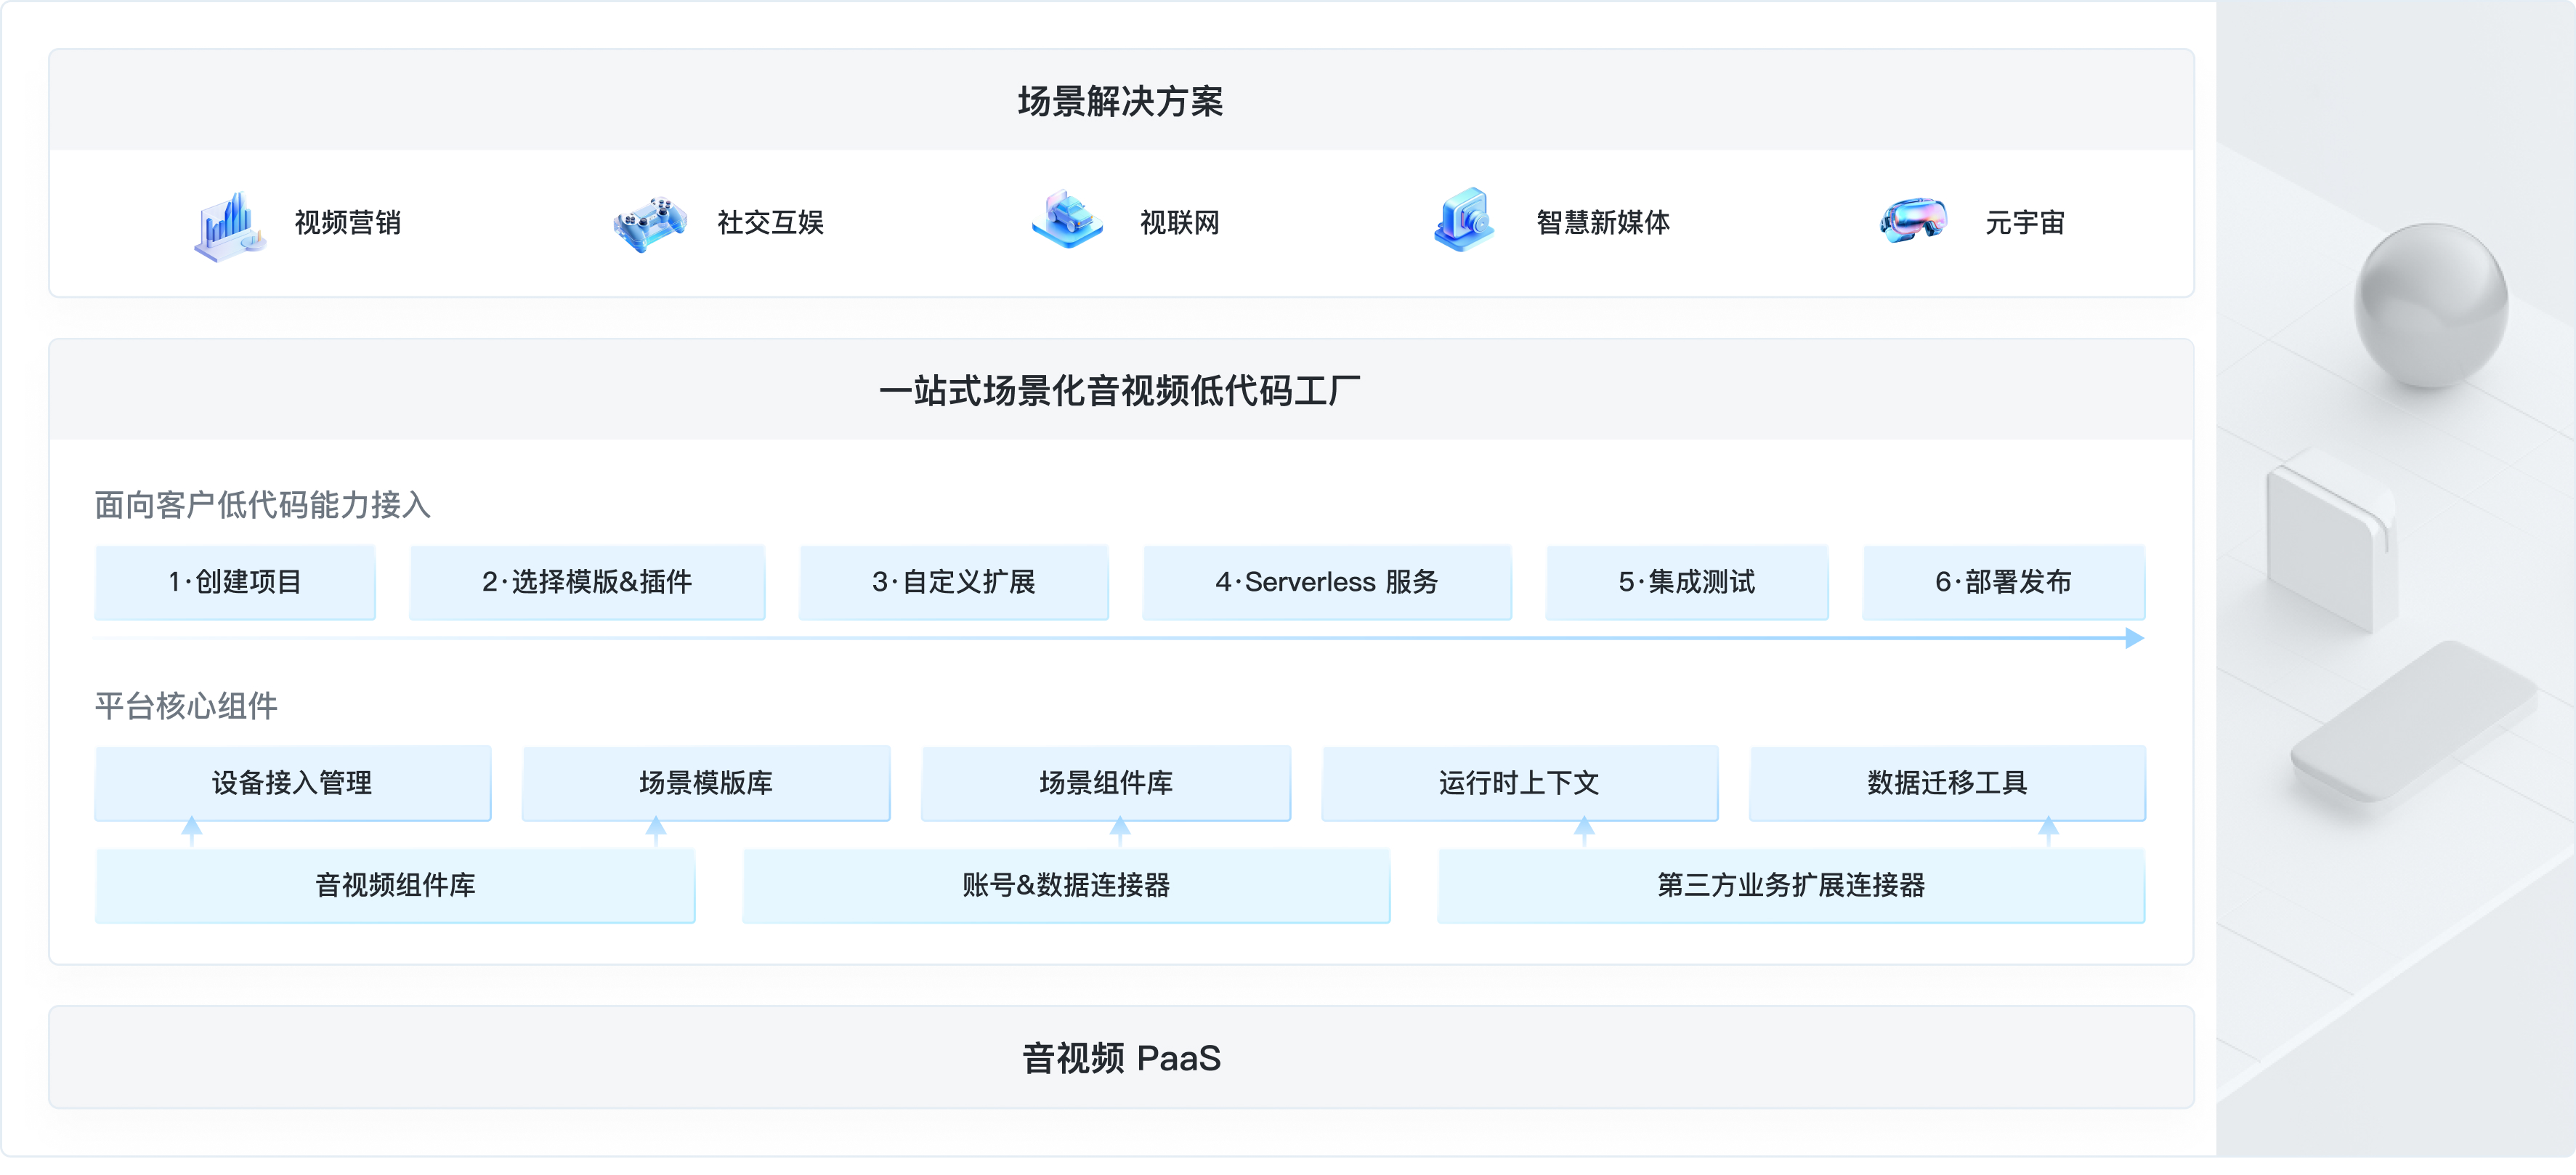 场景解决方案
视频营销
社交互娱
视联网
智慧新媒体
元宇宙
一站式场景化音视频低代码工厂
面向客户低代码能力接入
1·创建项目
2·选择模版&插件
3·自定义扩展
4·Serverless 服务
5·集成测试
6·部署发布
平台核心组件
设备接入管理
场景模版库
场景组件库
运行时上下文
数据迁移工具
音视频组件库
账号&数据连接器
第三方业务扩展连接器
音视频 PaaS